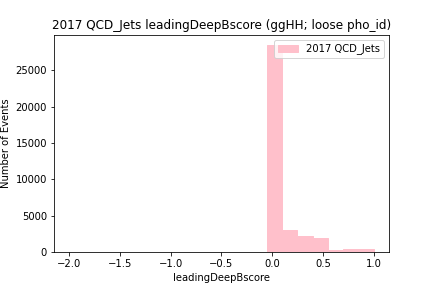 2017 QCD_Jets leadingDeepBscore (ggHH; loose pho_id)
2017 QCD_Jets
Number of Events
25000
20000
15000
10000
5000
0
−2.0 −1.5 −1.0 −0.5 0.0 0.5 1.0
leadingDeepBscore